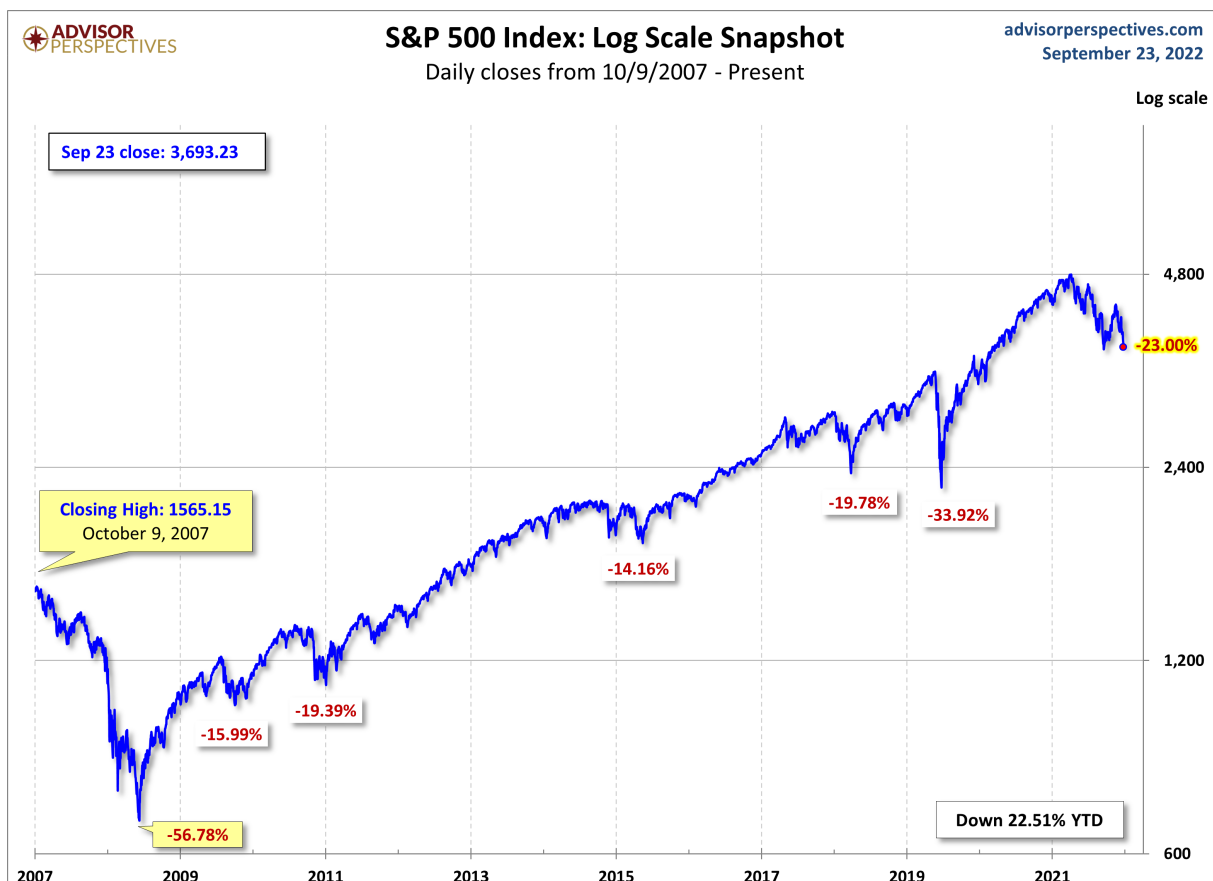 ADVISOR
PERSPECTIVES
S&P 500 Index: Log Scale Snapshot
Daily closes from 10/9/2007 - Present
advisorperspectives.com
September 23, 2022
Log scale
Sep 23 close: 3,693.23
4,800
-23.00%
2,400
-19.78%
-33.92%
Closing High: 1565.15
October 9, 2007
-14.16%
1,200
-19.39%
-15.99%
-56.78%
Down 22.51% YTD
600
2007 2009 2011 2013 2015 2017 2019 2021